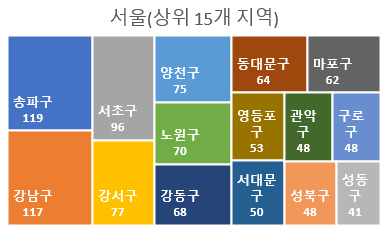 서울(상위 15개 지역)
송파구
119
강남구
117
서초구
96
강서구
77
양천구
75
노원구
70
강동구
68
동대문구
64
마포구
62
영등포
구
53
관악
구
48
구로
구
48
서대문
구
50
성북구
48
성동
구
41